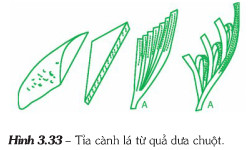 A A
Hình 3.33 – Tỉa cành lá từ quả dưa chuột.